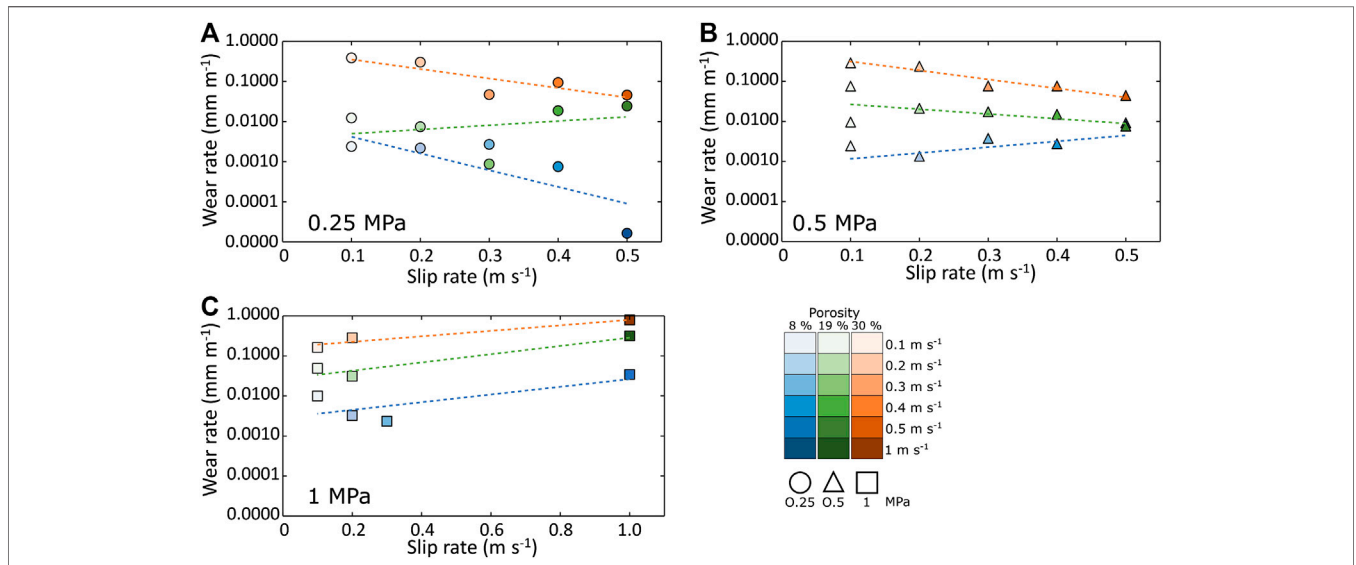 A
Wear rate (mm m⁻¹)
1.0000
0.1000
0.0100
0.0010
0.0001
0.0000
0.25 MPa
0 0.1 0.2 0.3 0.4 0.5
Slip rate (m s⁻¹)
B
Wear rate (mm m⁻¹)
1.0000
0.1000
0.0100
0.0010
0.0001
0.0000
0.5 MPa
0 0.1 0.2 0.3 0.4 0.5
Slip rate (m s⁻¹)
C
Wear rate (mm m⁻¹)
1.0000
0.1000
0.0100
0.0010
0.0001
0.0000
1 MPa
0 0.2 0.4 0.6 0.8 1.0
Slip rate (m s⁻¹)
Porosity
8 % 19 % 30 %
0.1 m s⁻¹
0.2 m s⁻¹
0.3 m s⁻¹
0.4 m s⁻¹
0.5 m s⁻¹
1 m s⁻¹
0.25 0.5 1 MPa